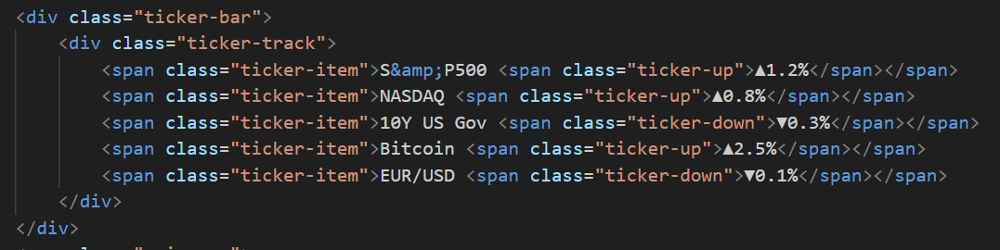 <div class="ticker-bar">
    <div class="ticker-track">
        <span class="ticker-item">S&amp;P500 <span class="ticker-up">▲1.2%</span></span>
        <span class="ticker-item">NASDAQ <span class="ticker-up">▲0.8%</span></span>
        <span class="ticker-item">10Y US Gov <span class="ticker-down">▼0.3%</span></span>
        <span class="ticker-item">Bitcoin <span class="ticker-up">▲2.5%</span></span>
        <span class="ticker-item">EUR/USD <span class="ticker-down">▼0.1%</span></span>
    </div>
</div>